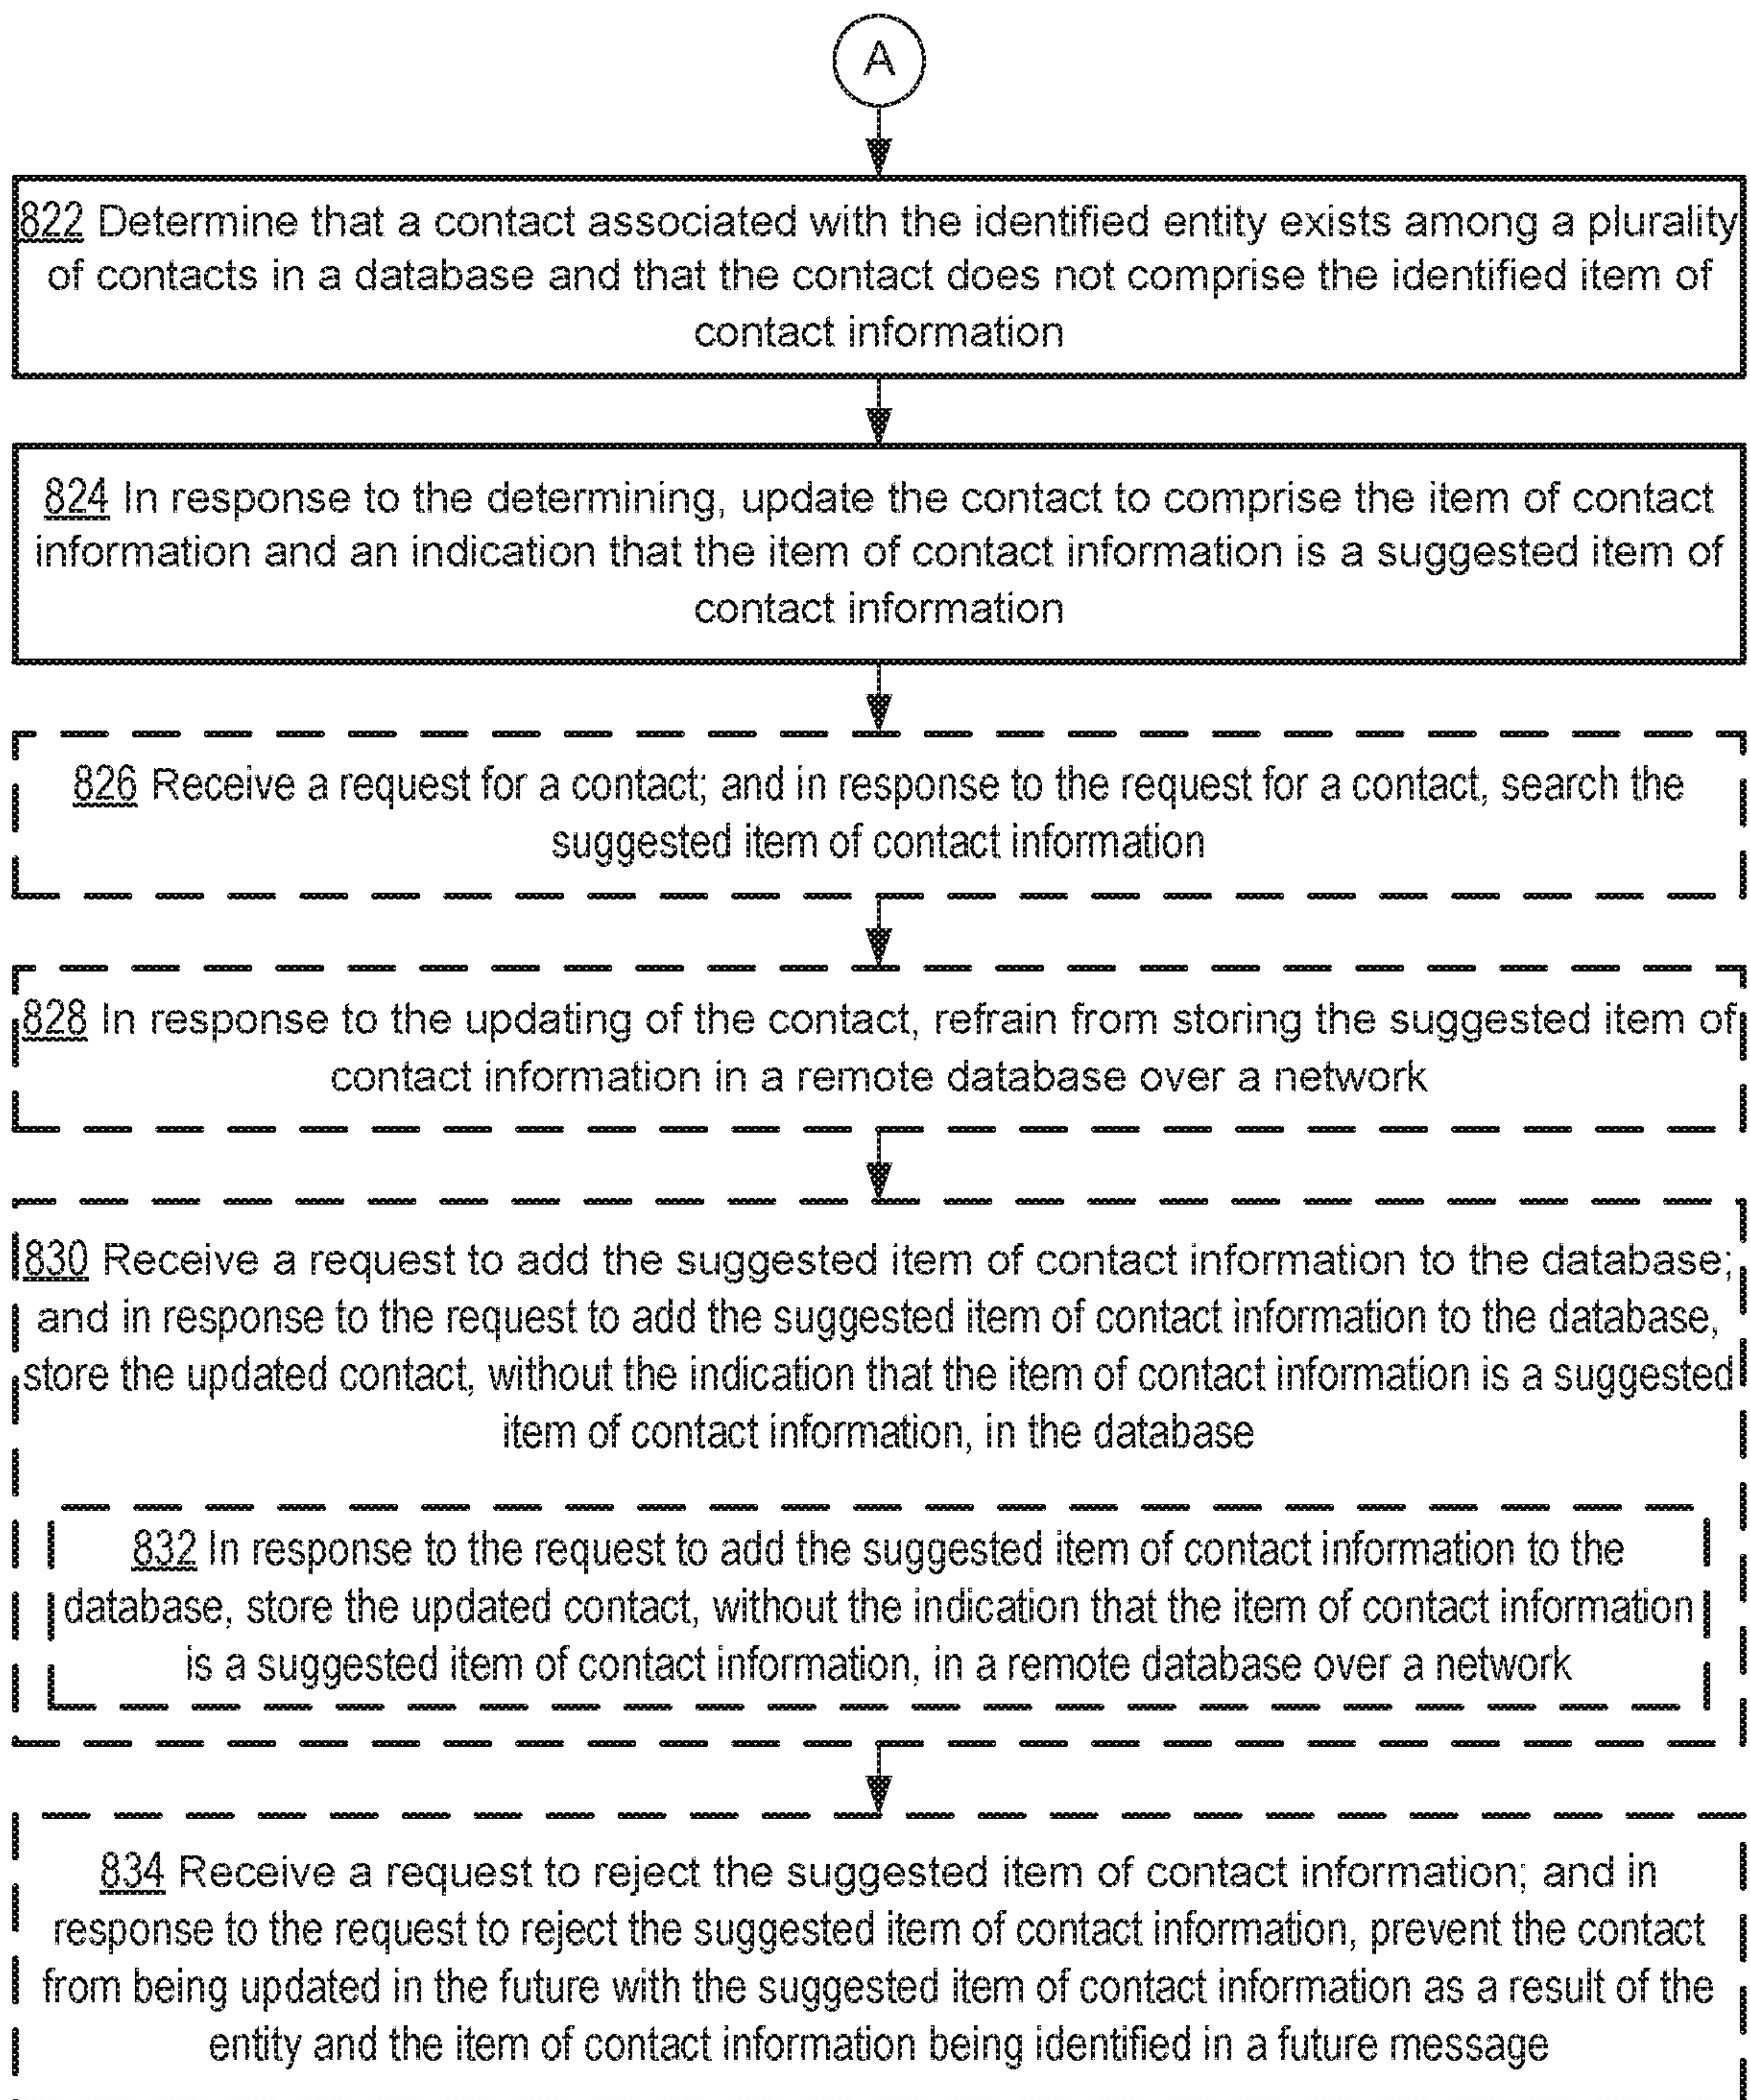 A
822 Determine that a contact associated with the identified entity exists among a plurality
of contacts in a database and that the contact does not comprise the identified item of
contact information
824 In response to the determining, update the contact to comprise the item of contact
information and an indication that the item of contact information is a suggested item of
contact information
826 Receive a request for a contact; and in response to the request for a contact, search the
suggested item of contact information
828 In response to the updating of the contact, refrain from storing the suggested item of
contact information in a remote database over a network
830 Receive a request to add the suggested item of contact information to the database;
and in response to the request to add the suggested item of contact information to the database,
store the updated contact, without the indication that the item of contact information is a suggested
item of contact information, in the database
832 In response to the request to add the suggested item of contact information to the
database, store the updated contact, without the indication that the item of contact information
is a suggested item of contact information, in a remote database over a network
834 Receive a request to reject the suggested item of contact information; and in
response to the request to reject the suggested item of contact information, prevent the contact
from being updated in the future with the suggested item of contact information as a result of the
entity and the item of contact information being identified in a future message